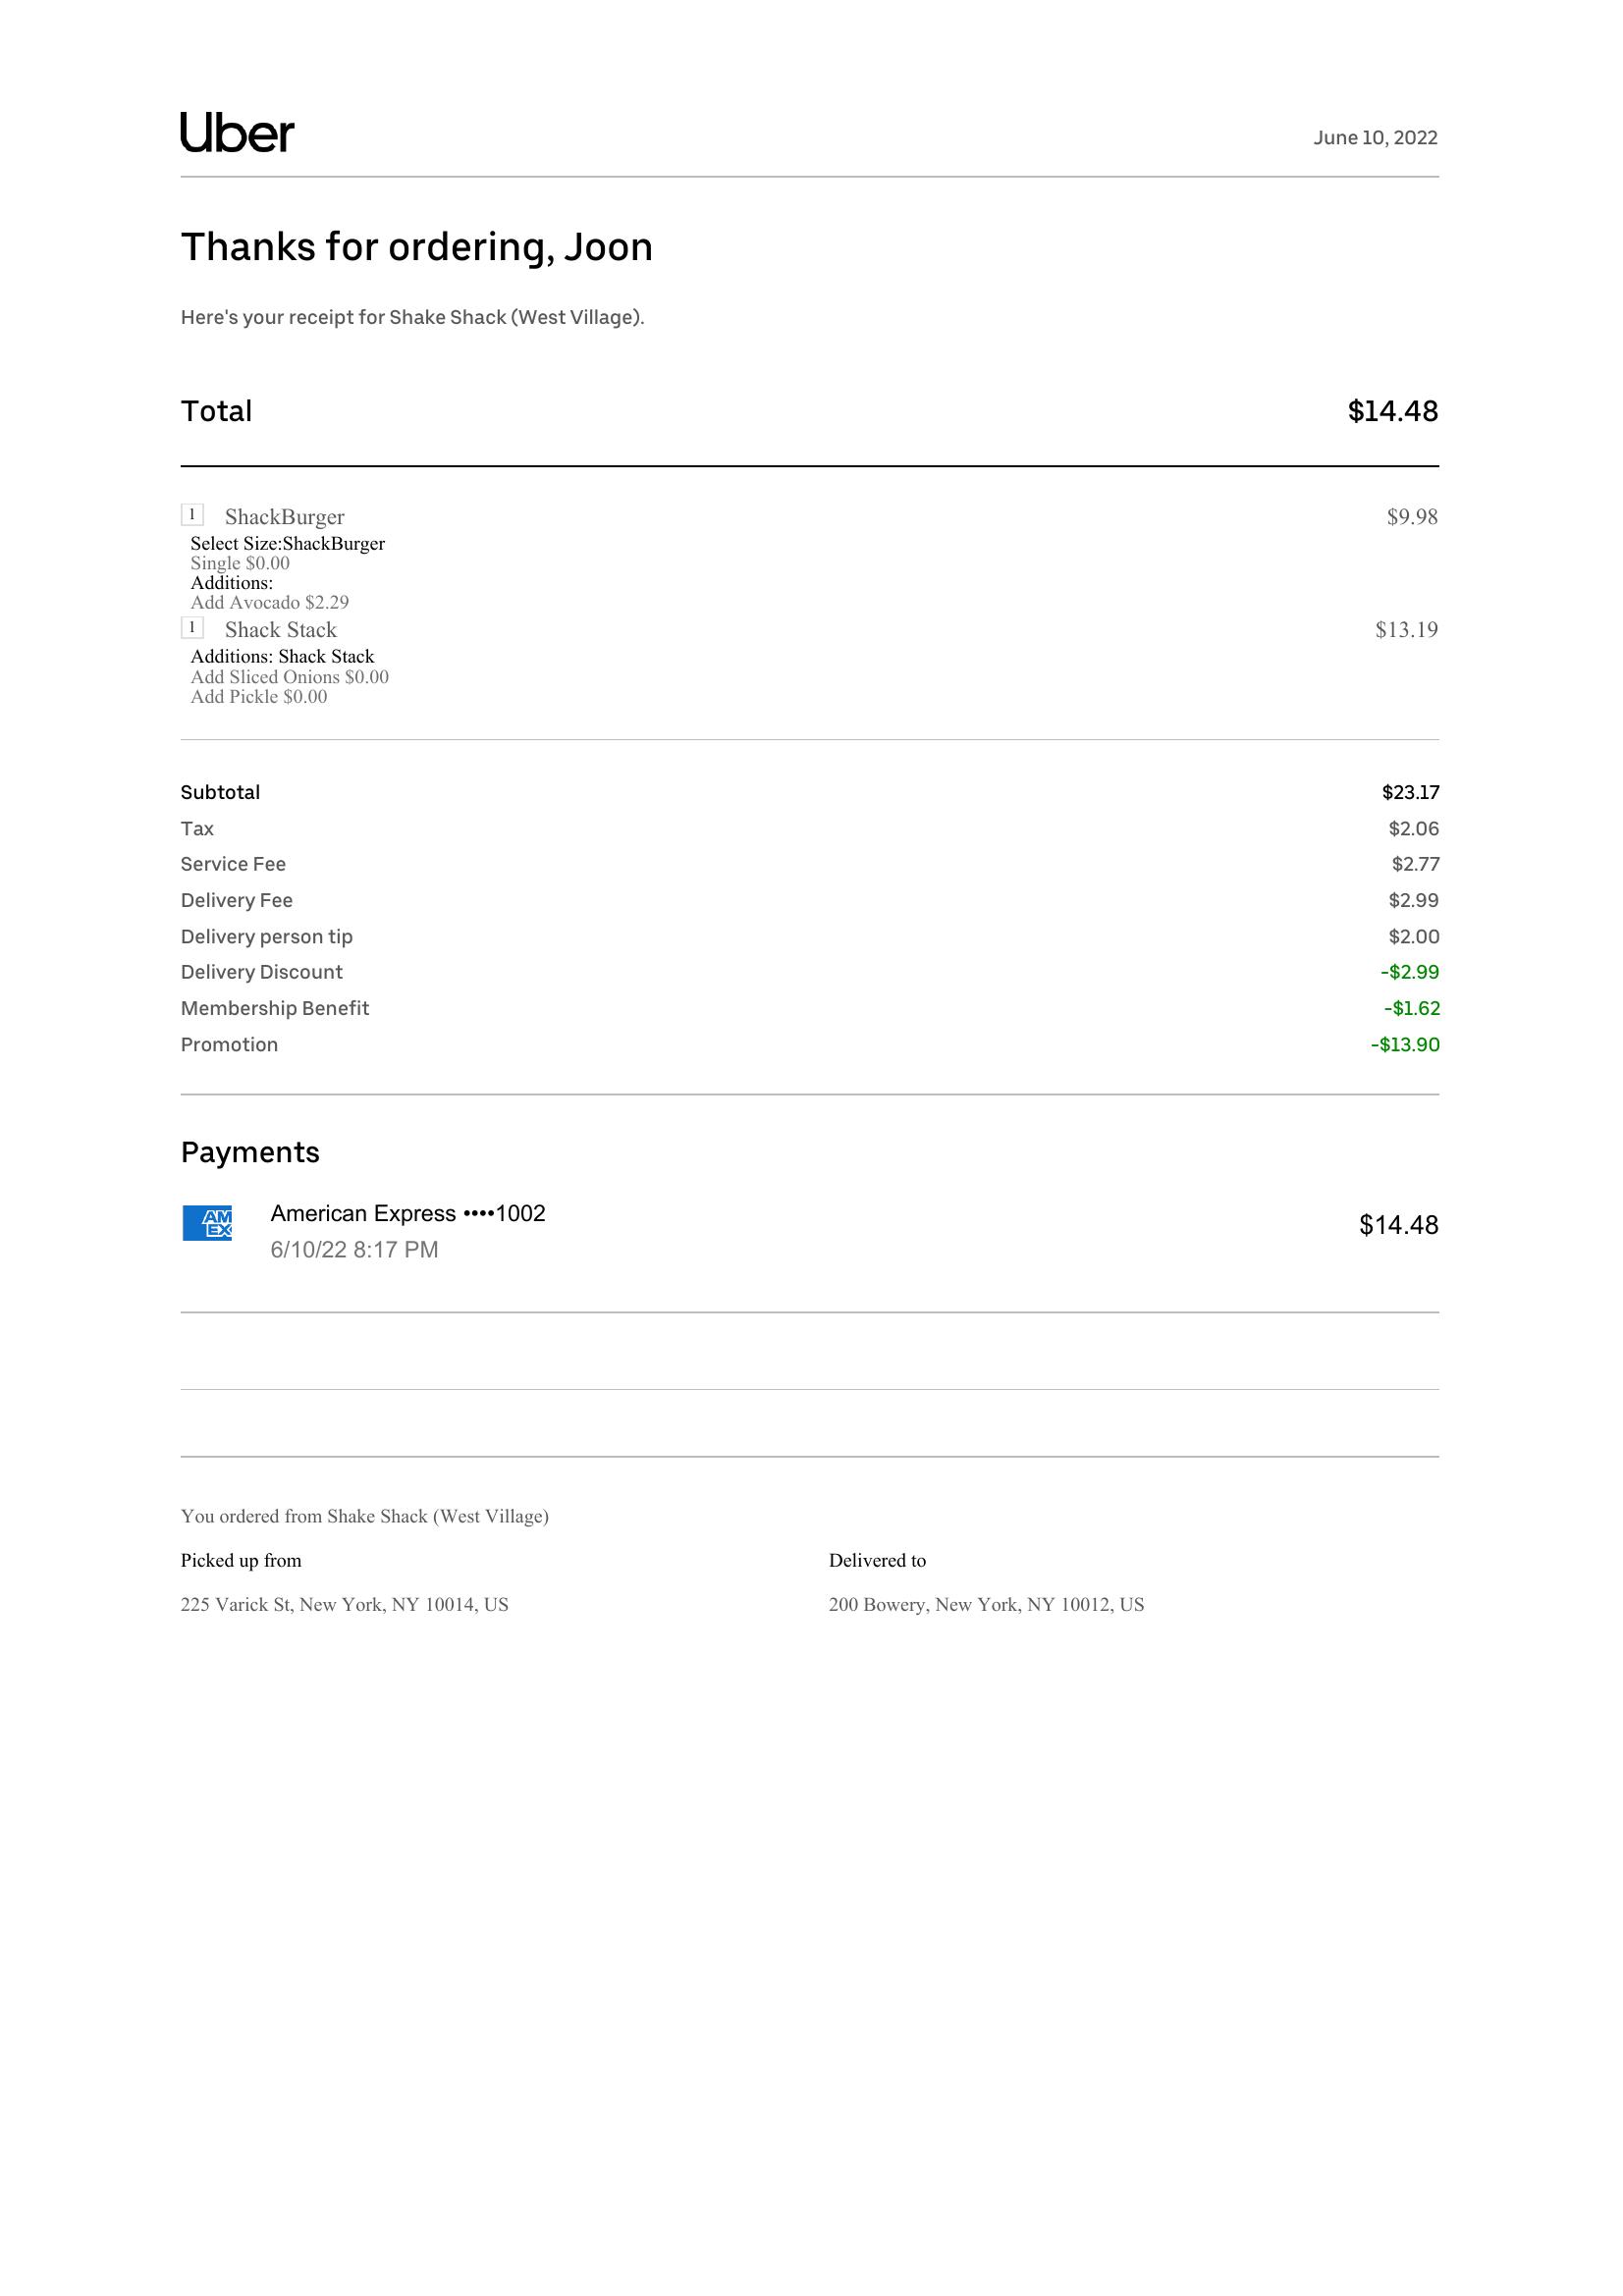 Uber June 10, 2022
Thanks for ordering, Joon
Here's your receipt for Shake Shack (West Village).
Total $14.48
1 ShackBurger $9.98
Select Size:ShackBurger
Single $0.00
Additions:
Add Avocado $2.29
1 Shack Stack $13.19
Additions: Shack Stack
Add Sliced Onions $0.00
Add Pickle $0.00
Subtotal $23.17
Tax $2.06
Service Fee $2.77
Delivery Fee $2.99
Delivery person tip $2.00
Delivery Discount -$2.99
Membership Benefit -$1.62
Promotion -$13.90
Payments
AM
EX
American Express ••••1002 $14.48
6/10/22 8:17 PM
You ordered from Shake Shack (West Village)
Picked up from Delivered to
225 Varick St, New York, NY 10014, US 200 Bowery, New York, NY 10012, US